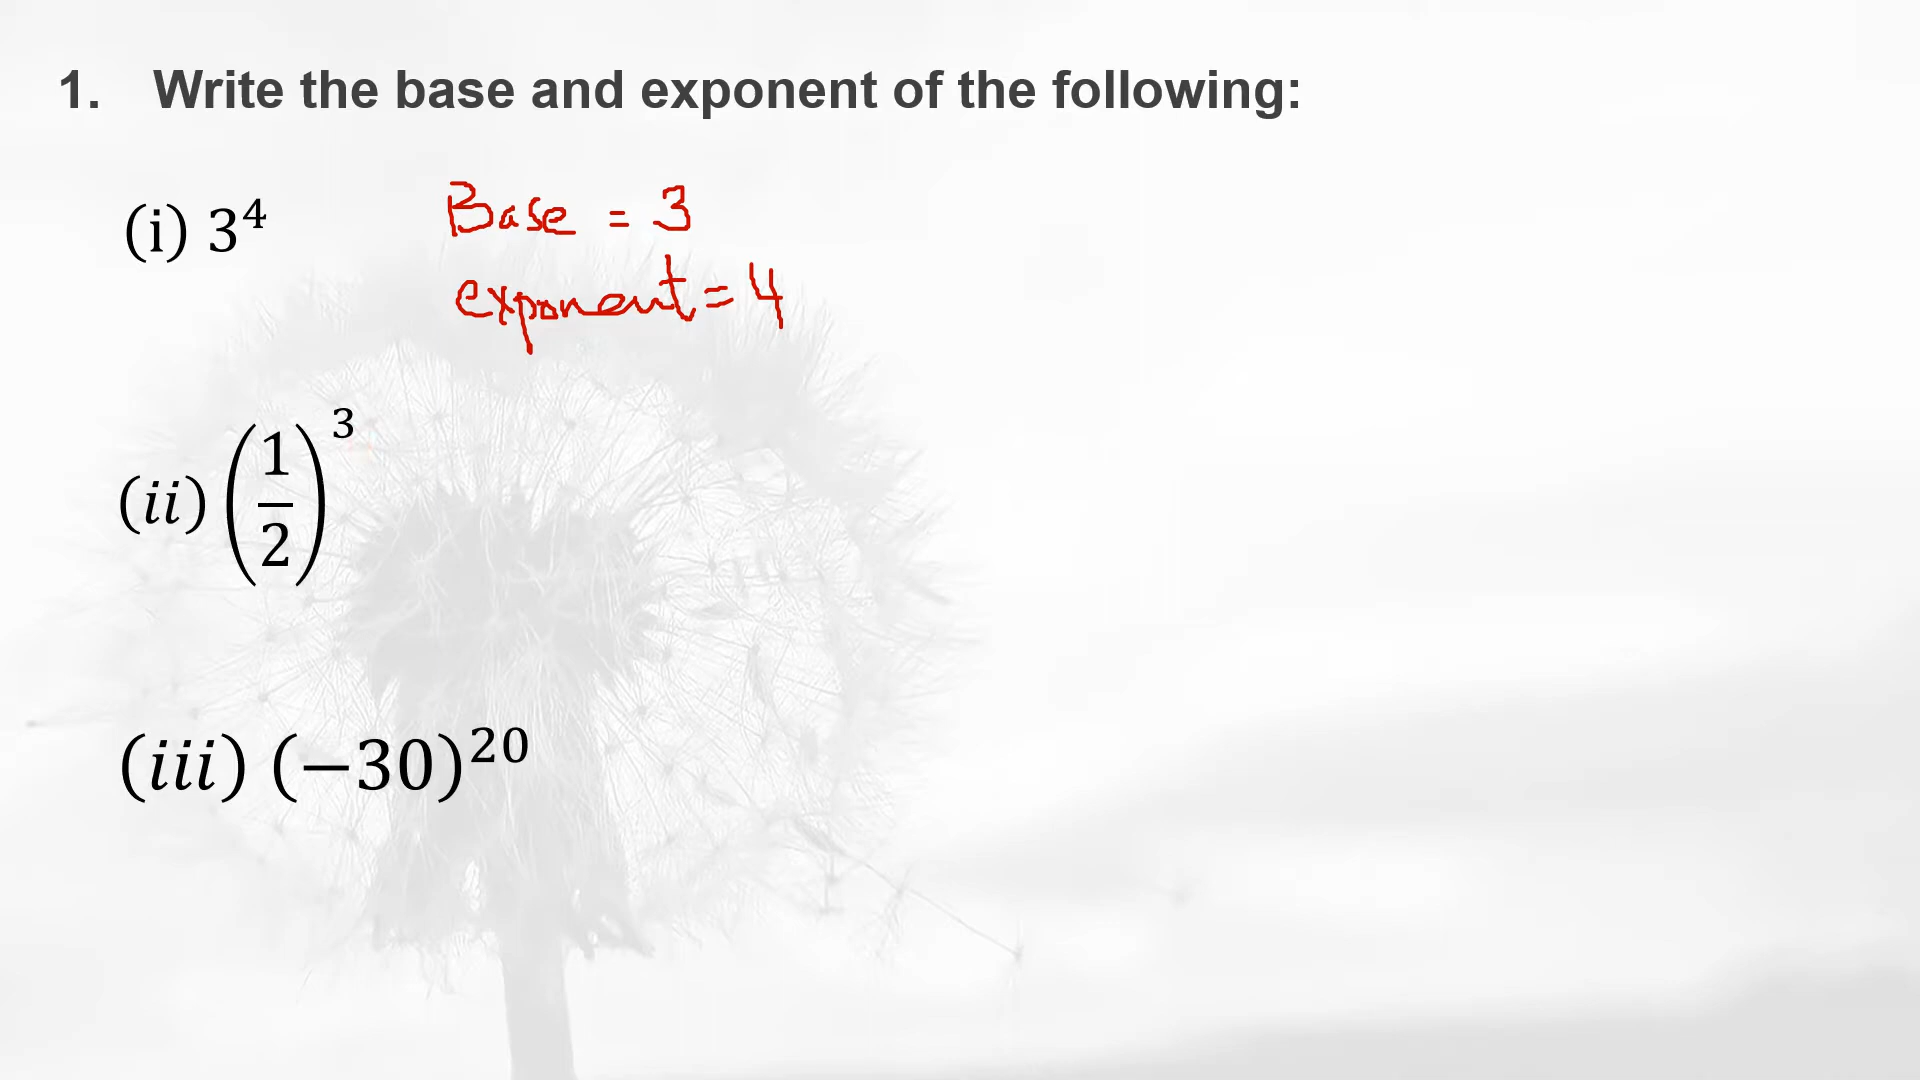 1. Write the base and exponent of the following:
(i) 3⁴
Base = 3
exponent = 4
(ii) (1/2)³
(iii) (−30)²⁰